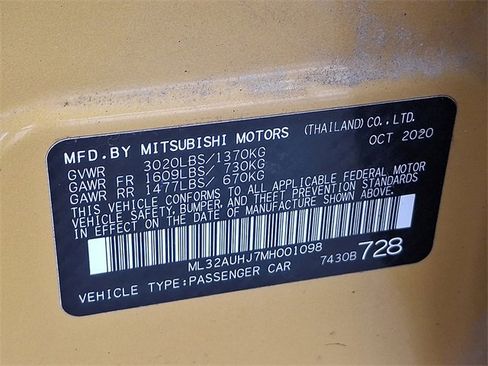 MFD. BY MITSUBISHI MOTORS (THAILAND) CO., LTD.
OCT 2020
GVWR 3020LBS/1370KG
GAWR FR 1609LBS/ 730KG
GAWR RR 1477LBS/ 670KG
THIS VEHICLE CONFORMS TO ALL APPLICABLE FEDERAL MOTOR
VEHICLE SAFETY, BUMPER, AND THEFT PREVENTION STANDARDS
IN EFFECT ON THE DATE OF MANUFACTURE SHOWN ABOVE.
ML32AUHJ7MH001098
VEHICLE TYPE:PASSENGER CAR 7430B 728